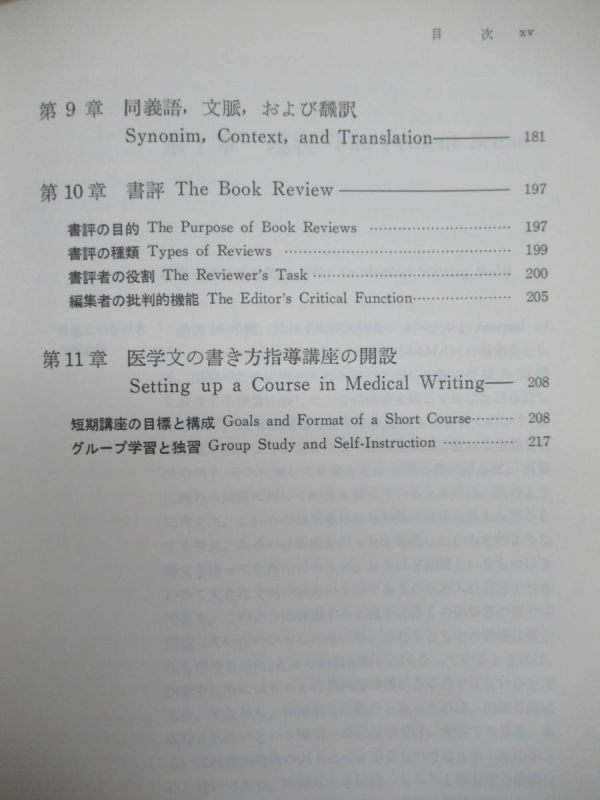 目 次 xv
第9章 同義語，文脈，および飜訳
Synonim, Context, and Translation 181
第10章 書評 The Book Review 197
書評の目的 The Purpose of Book Reviews 197
書評の種類 Types of Reviews 199
書評者の役割 The Reviewer's Task 200
編集者の批判的機能 The Editor's Critical Function 205
第11章 医学文の書き方指導講座の開設
Setting up a Course in Medical Writing 208
短期講座の目標と構成 Goals and Format of a Short Course 208
グループ学習と独習 Group Study and Self-Instruction 217